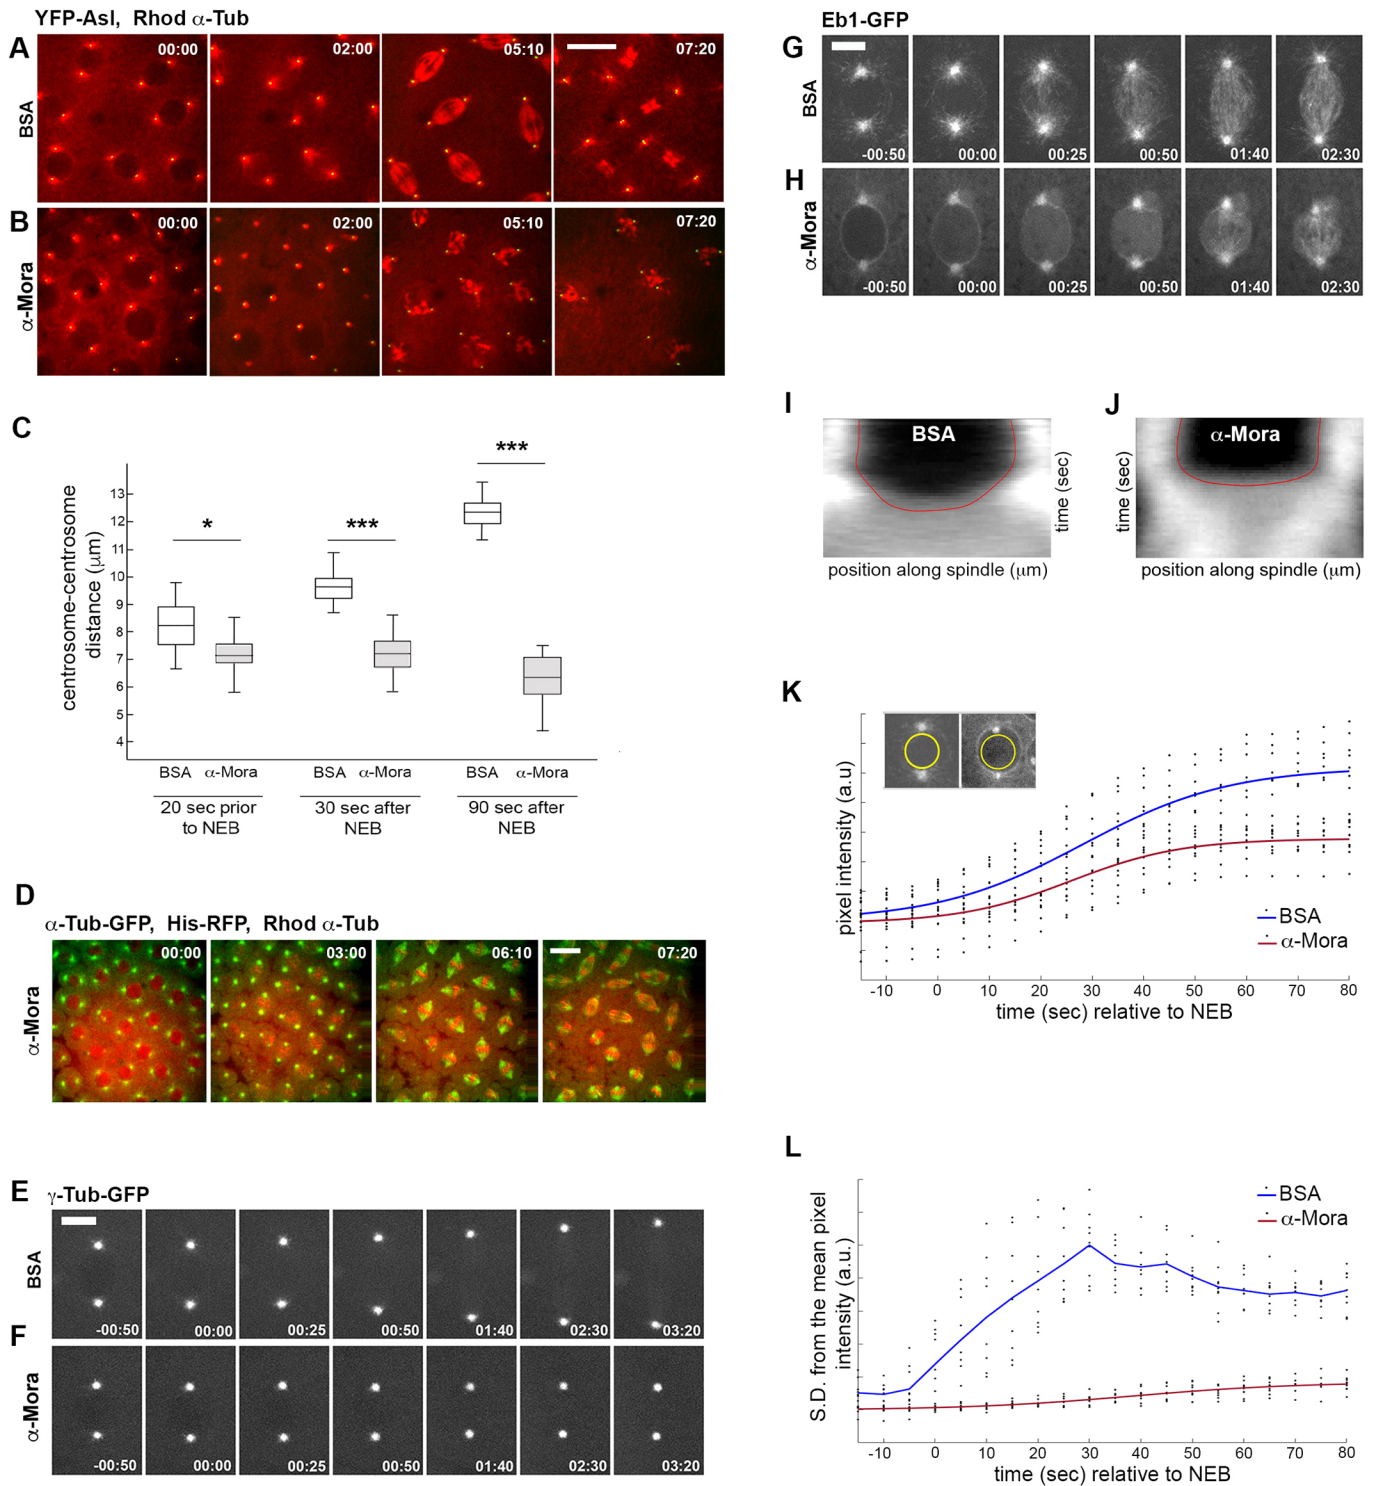 YFP-Asl, Rhod α-Tub
A
BSA
00:00
02:00
05:10
07:20
B
α-Mora
00:00
02:00
05:10
07:20
C
centrosome-centrosome
distance (μm)
13
12
11
10
9
8
7
6
5
4
*
***
***
BSA α-Mora
BSA α-Mora
BSA α-Mora
20 sec prior
to NEB
30 sec after
NEB
90 sec after
NEB
D
α-Tub-GFP, His-RFP, Rhod α-Tub
α-Mora
00:00
03:00
06:10
07:20
E
γ-Tub-GFP
BSA
-00:50
00:00
00:25
00:50
01:40
02:30
03:20
F
α-Mora
-00:50
00:00
00:25
00:50
01:40
02:30
03:20
Eb1-GFP
G
BSA
-00:50
00:00
00:25
00:50
01:40
02:30
H
α-Mora
-00:50
00:00
00:25
00:50
01:40
02:30
I
BSA
time (sec)
position along spindle (μm)
J
α-Mora
time (sec)
position along spindle (μm)
K
pixel intensity (a.u)
BSA
α-Mora
-10 0 10 20 30 40 50 60 70 80
time (sec) relative to NEB
L
S.D. from the mean pixel
intensity (a.u.)
BSA
α-Mora
-10 0 10 20 30 40 50 60 70 80
time (sec) relative to NEB